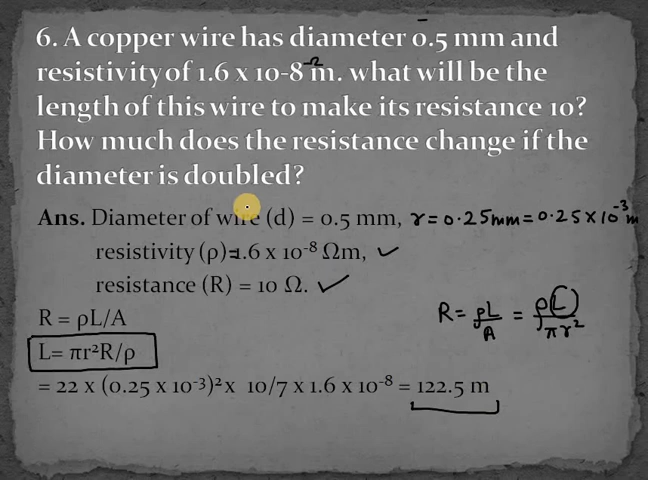 6. A copper wire has diameter 0.5 mm and
resistivity of 1.6 x 10-8 Ω m. what will be the
length of this wire to make its resistance 10?
How much does the resistance change if the
diameter is doubled?
Ans. Diameter of wire (d) = 0.5 mm, r = 0.25mm = 0.25 x 10⁻³ m
resistivity (ρ)=1.6 x 10⁻⁸ Ωm, ✓
resistance (R) = 10 Ω. ✓
R = ρL/A
R = ρL/A = ρL/πr²
L= πr²R/ρ
= 22 x (0.25 x 10⁻³)²x 10/7 x 1.6 x 10⁻⁸ = 122.5 m